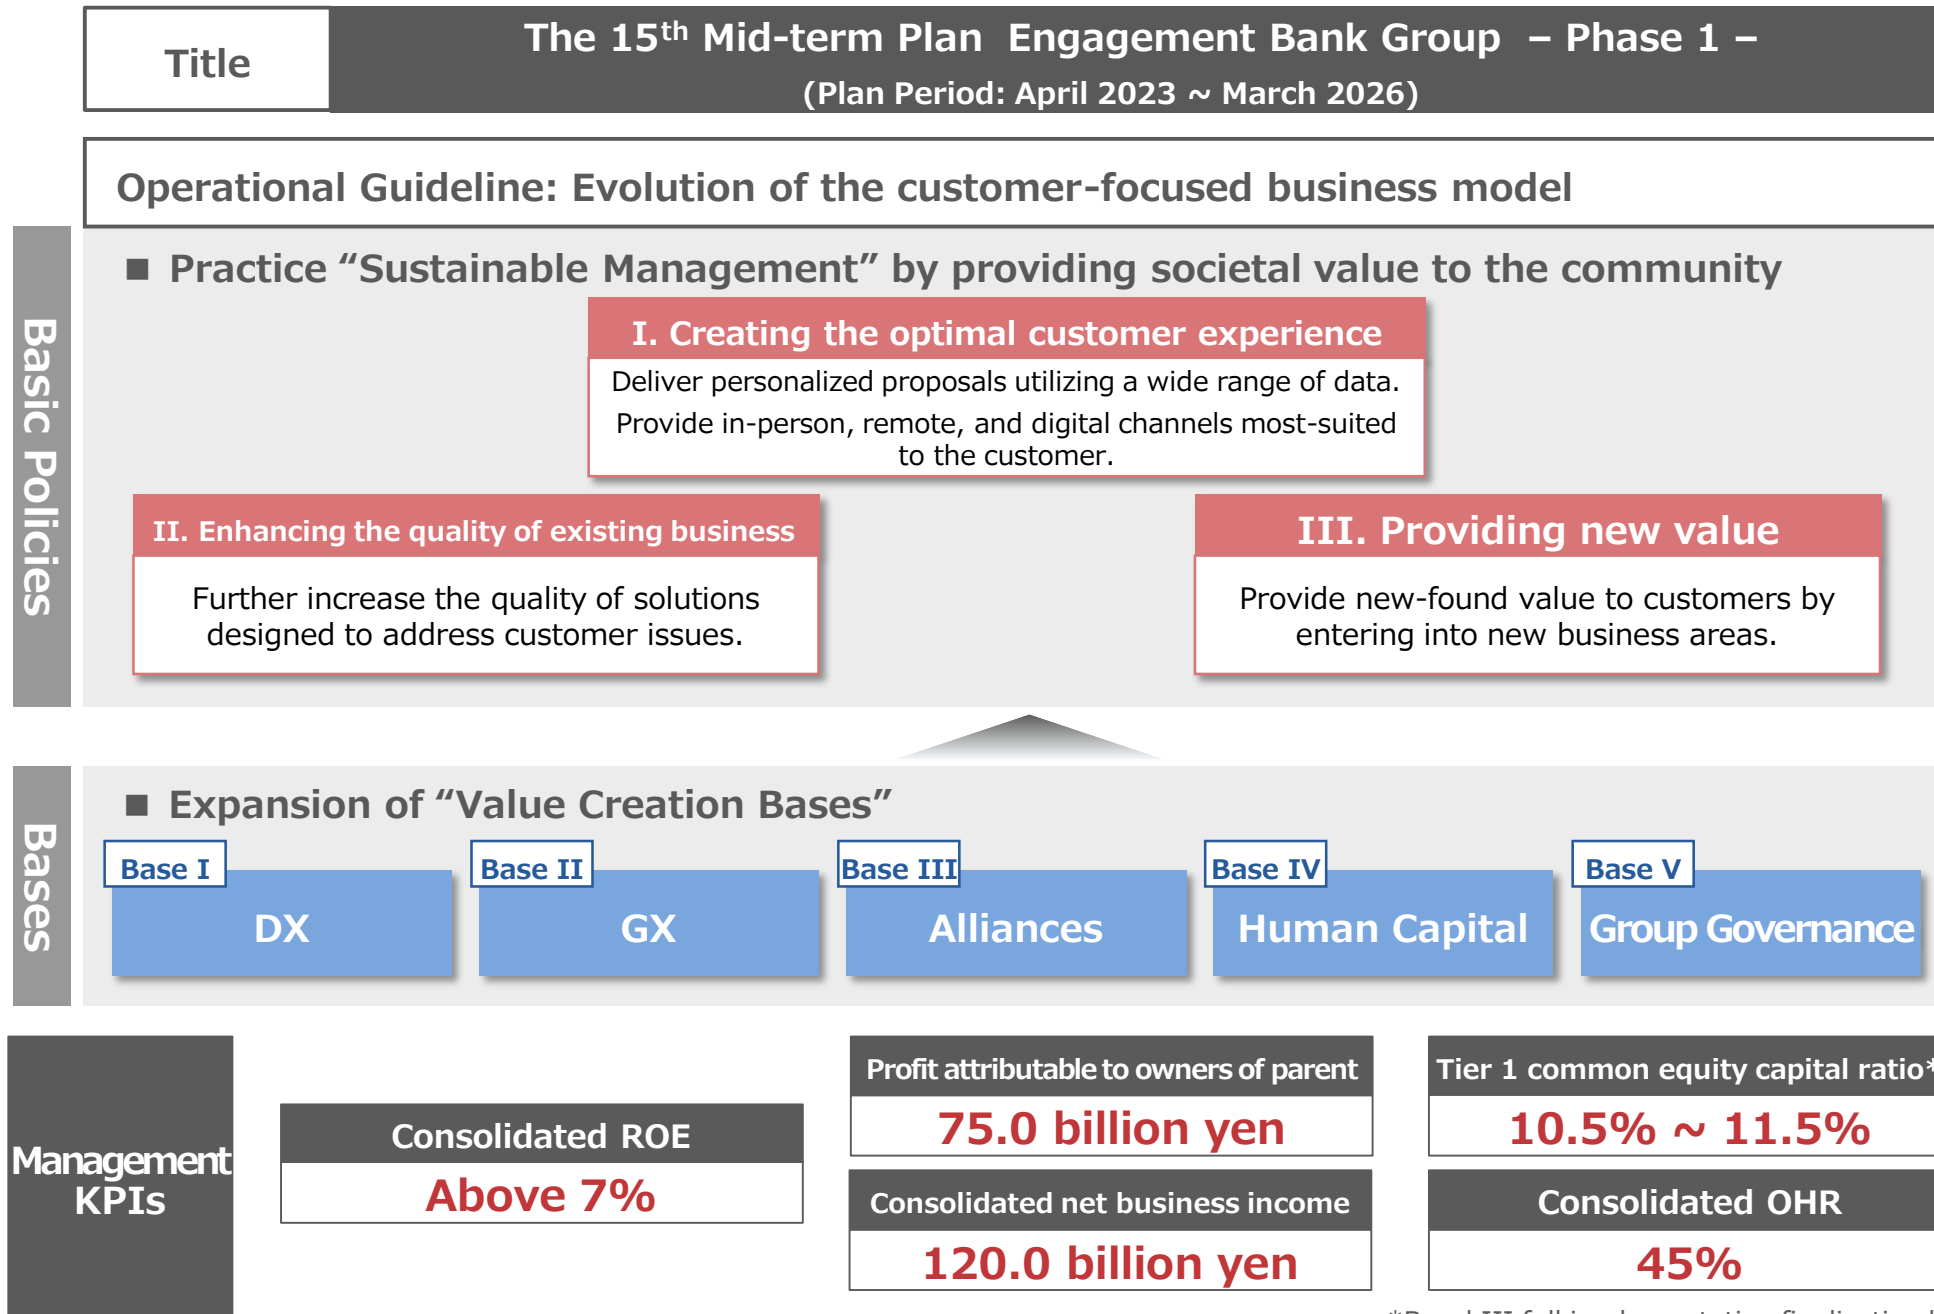 Title
The 15th Mid-term Plan Engagement Bank Group – Phase 1 –
(Plan Period: April 2023 ~ March 2026)
Operational Guideline: Evolution of the customer-focused business model
Basic Policies
■ Practice “Sustainable Management” by providing societal value to the community
I. Creating the optimal customer experience
Deliver personalized proposals utilizing a wide range of data.
Provide in-person, remote, and digital channels most-suited
to the customer.
II. Enhancing the quality of existing business
Further increase the quality of solutions
designed to address customer issues.
III. Providing new value
Provide new-found value to customers by
entering into new business areas.
Bases
■ Expansion of “Value Creation Bases”
Base I
DX
Base II
GX
Base III
Alliances
Base IV
Human Capital
Base V
Group Governance
Management
KPIs
Consolidated ROE
Above 7%
Profit attributable to owners of parent
75.0 billion yen
Consolidated net business income
120.0 billion yen
Tier 1 common equity capital ratio*
10.5% ~ 11.5%
Consolidated OHR
45%